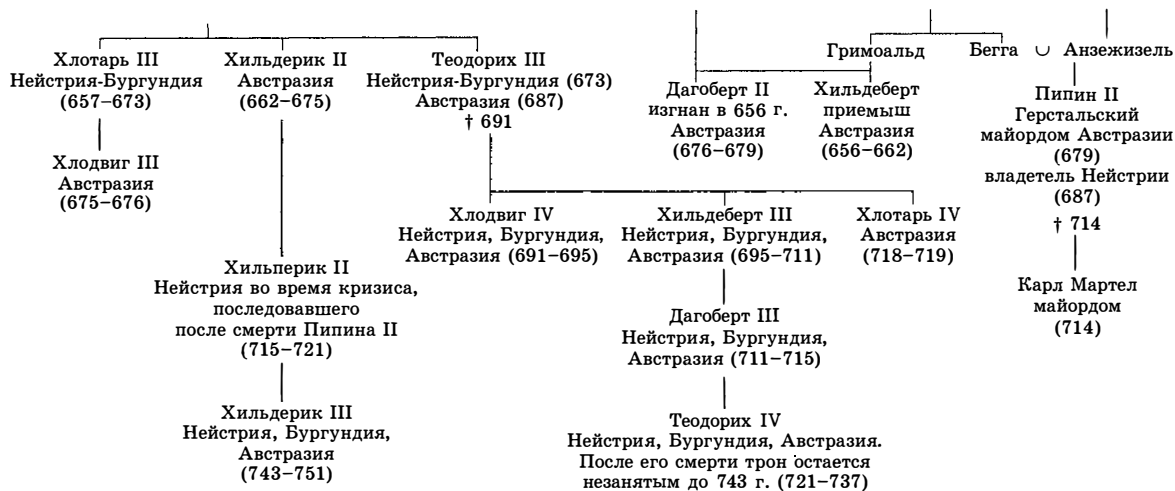 Хлотарь III
Нейстрия-Бургундия
(657–673)
Хлодвиг III
Австразия
(675–676)
Хильдерик II
Австразия
(662–675)
Хильперик II
Нейстрия во время кризиса,
последовавшего
после смерти Пипина II
(715–721)
Хильдерик III
Нейстрия, Бургундия,
Австразия
(743–751)
Теодорих III
Нейстрия-Бургундия (673)
Австразия (687)
† 691
Хлодвиг IV
Нейстрия, Бургундия,
Австразия (691–695)
Хильдеберт III
Нейстрия, Бургундия,
Австразия (695–711)
Дагоберт III
Нейстрия, Бургундия,
Австразия (711–715)
Теодорих IV
Нейстрия, Бургундия, Австразия.
После его смерти трон остается
незанятым до 743 г. (721–737)
Хлотарь IV
Австразия
(718–719)
Дагоберт II
изгнан в 656 г.
Австразия
(676–679)
Гримоальд
Хильдеберт
приемыш
Австразия
(656–662)
Бегга ∪ Анзежизель
Пипин II
Герстальский
майордом Австразии
(679)
владетель Нейстрии
(687)
† 714
Карл Мартел
майордом
(714)